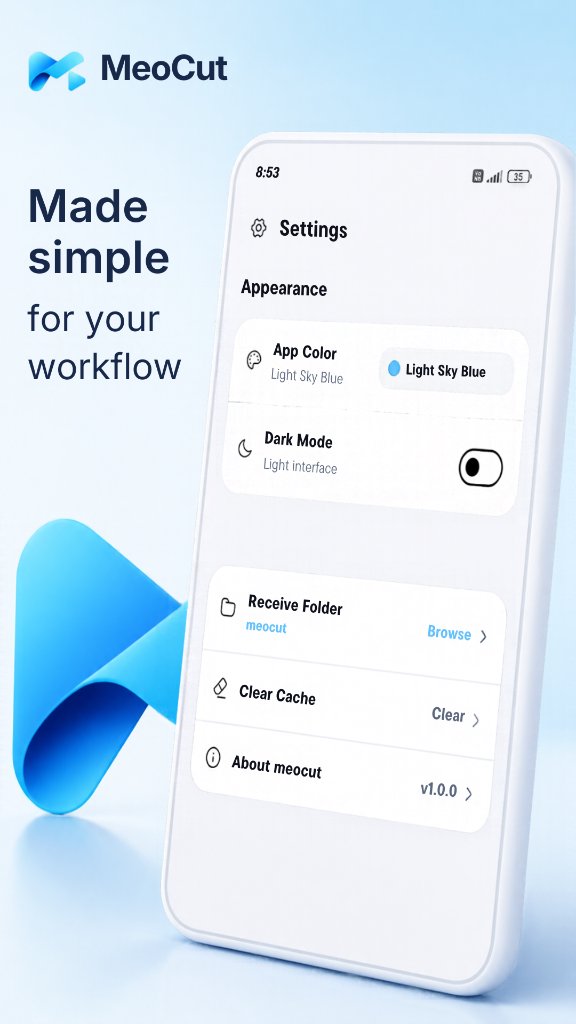 MeoCut
Made
simple
for your
workflow
8:53
35
Settings
Appearance
App Color
Light Sky Blue
Light Sky Blue
Dark Mode
Light interface
Receive Folder
meocut
Browse
Clear Cache
Clear
About meocut
v1.0.0